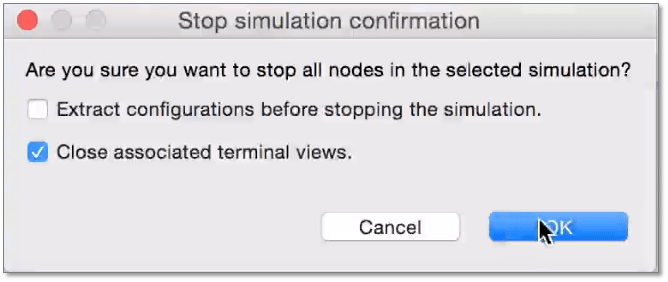 Stop simulation confirmation
Are you sure you want to stop all nodes in the selected simulation?
Extract configurations before stopping the simulation.
Close associated terminal views.
Cancel
OK